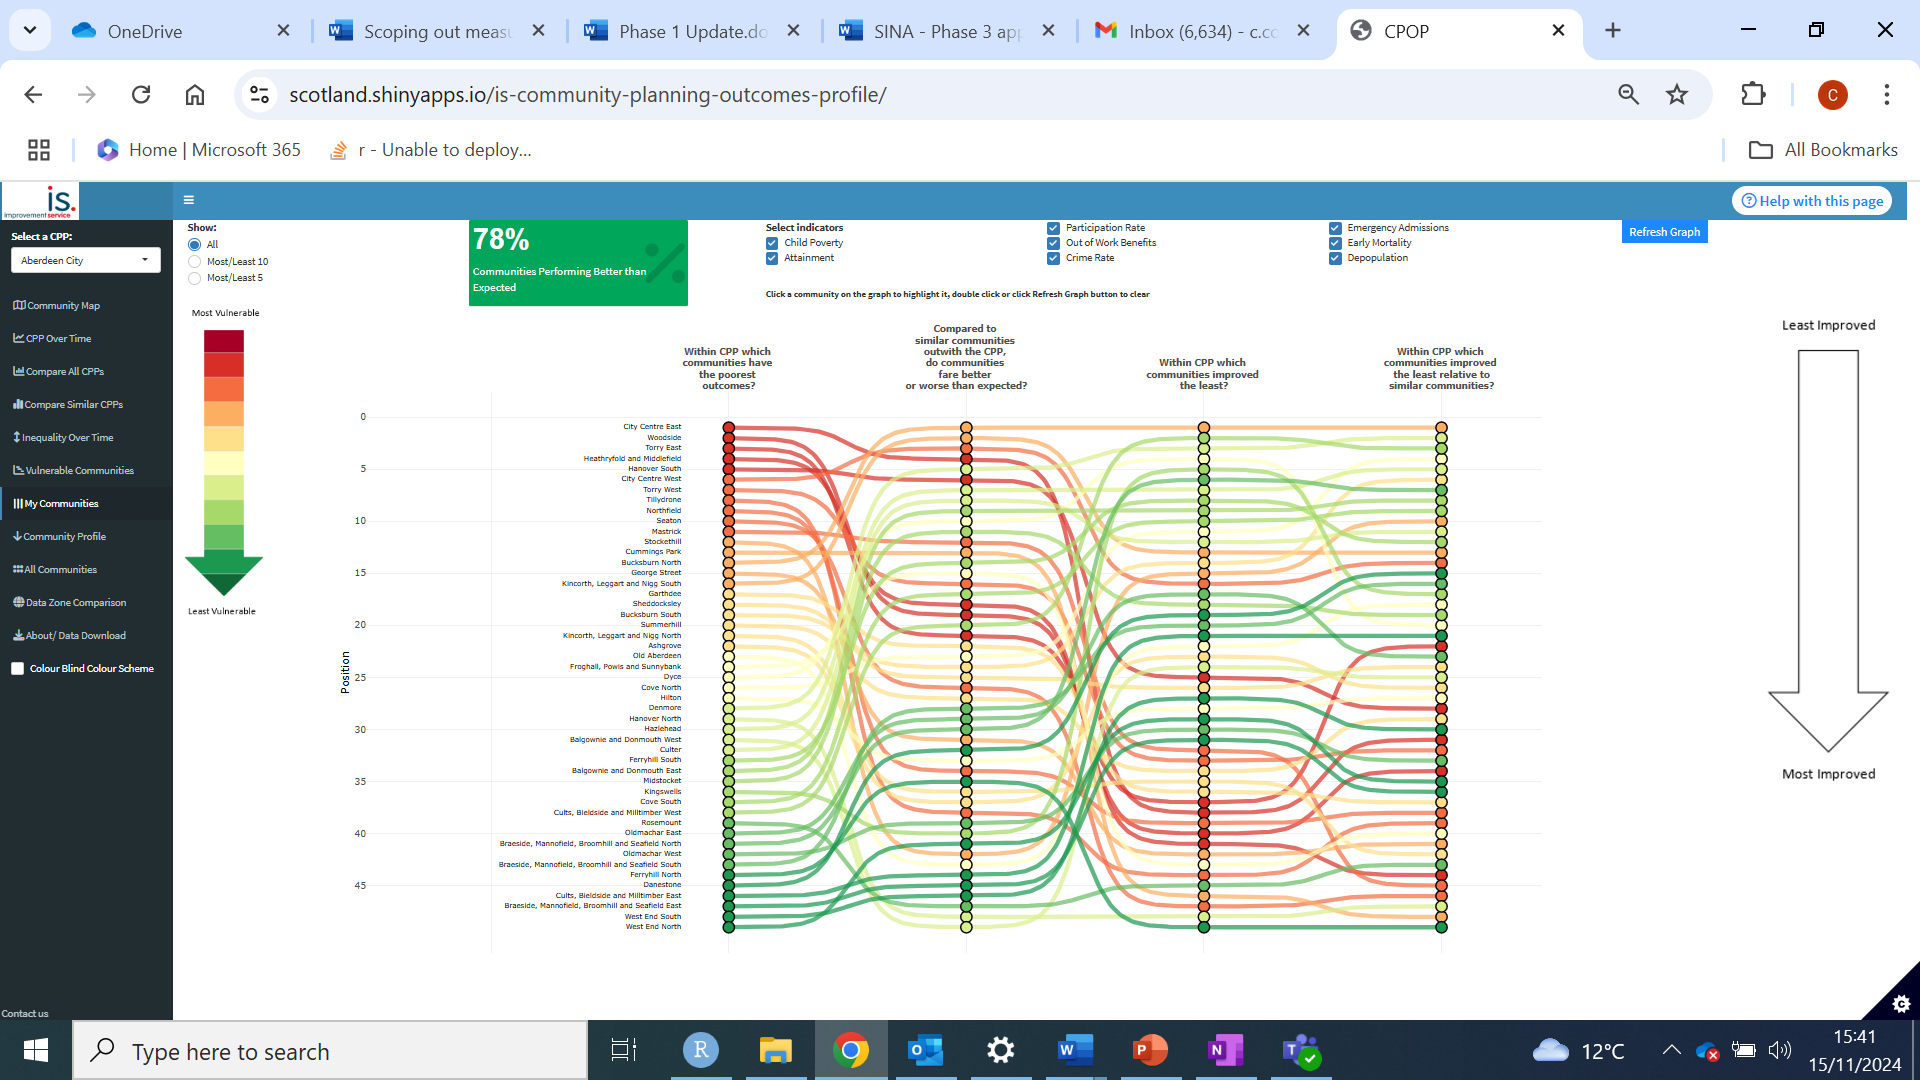 OneDrive
Scoping out meas
Phase 1 Update.do
SINA - Phase 3 app
Inbox (6,634) - c.cc
CPOP
scotland.shinyapps.io/is-community-planning-outcomes-profile/
C
Home | Microsoft 365
r - Unable to deploy...
All Bookmarks
is.
improvement service
Help with this page
Select a CPP:
Aberdeen City
Community Map
CPP Over Time
Compare All CPPs
Compare Similar CPPs
Inequality Over Time
Vulnerable Communities
My Communities
Community Profile
All Communities
Data Zone Comparison
About/ Data Download
Colour Blind Colour Scheme
Contact us
Show:
All
Most/Least 10
Most/Least 5
78%
Communities Performing Better than
Expected
Select indicators
Child Poverty
Attainment
Participation Rate
Out of Work Benefits
Crime Rate
Emergency Admissions
Early Mortality
Depopulation
Refresh Graph
Click a community on the graph to highlight it, double click or click Refresh Graph button to clear
Most Vulnerable
Least Vulnerable
Within CPP which
communities have
the poorest
outcomes?
Compared to
similar communities
outwith the CPP,
do communities
fare better
or worse than expected?
Within CPP which
communities improved
the least?
Within CPP which
communities improved
the least relative to
similar communities?
Least Improved
Most Improved
Position
0
5
10
15
20
25
30
35
40
45
City Centre East
Woodside
Torry East
Heathryfold and Middlefield
Hanover South
City Centre West
Torry West
Tillydrone
Northfield
Seaton
Mastrick
Stockethill
Cummings Park
Bucksburn North
George Street
Kincorth, Leggart and Nigg South
Garthdee
Sheddocksley
Bucksburn South
Summerhill
Kincorth, Leggart and Nigg North
Ashgrove
Old Aberdeen
Froghall, Powis and Sunnybank
Dyce
Cove North
Hilton
Denmore
Hanover North
Hazlehead
Balgownie and Donmouth West
Culter
Ferryhill South
Balgownie and Donmouth East
Midstocket
Kingswells
Cove South
Cults, Bieldside and Milltimber West
Rosemount
Oldmachar East
Braeside, Mannofield, Broomhill and Seafield North
Oldmachar West
Braeside, Mannofield, Broomhill and Seafield South
Ferryhill North
Danestone
Cults, Bieldside and Milltimber East
Braeside, Mannofield, Broomhill and Seafield East
West End South
West End North
Type here to search
12°C
15:41
15/11/2024